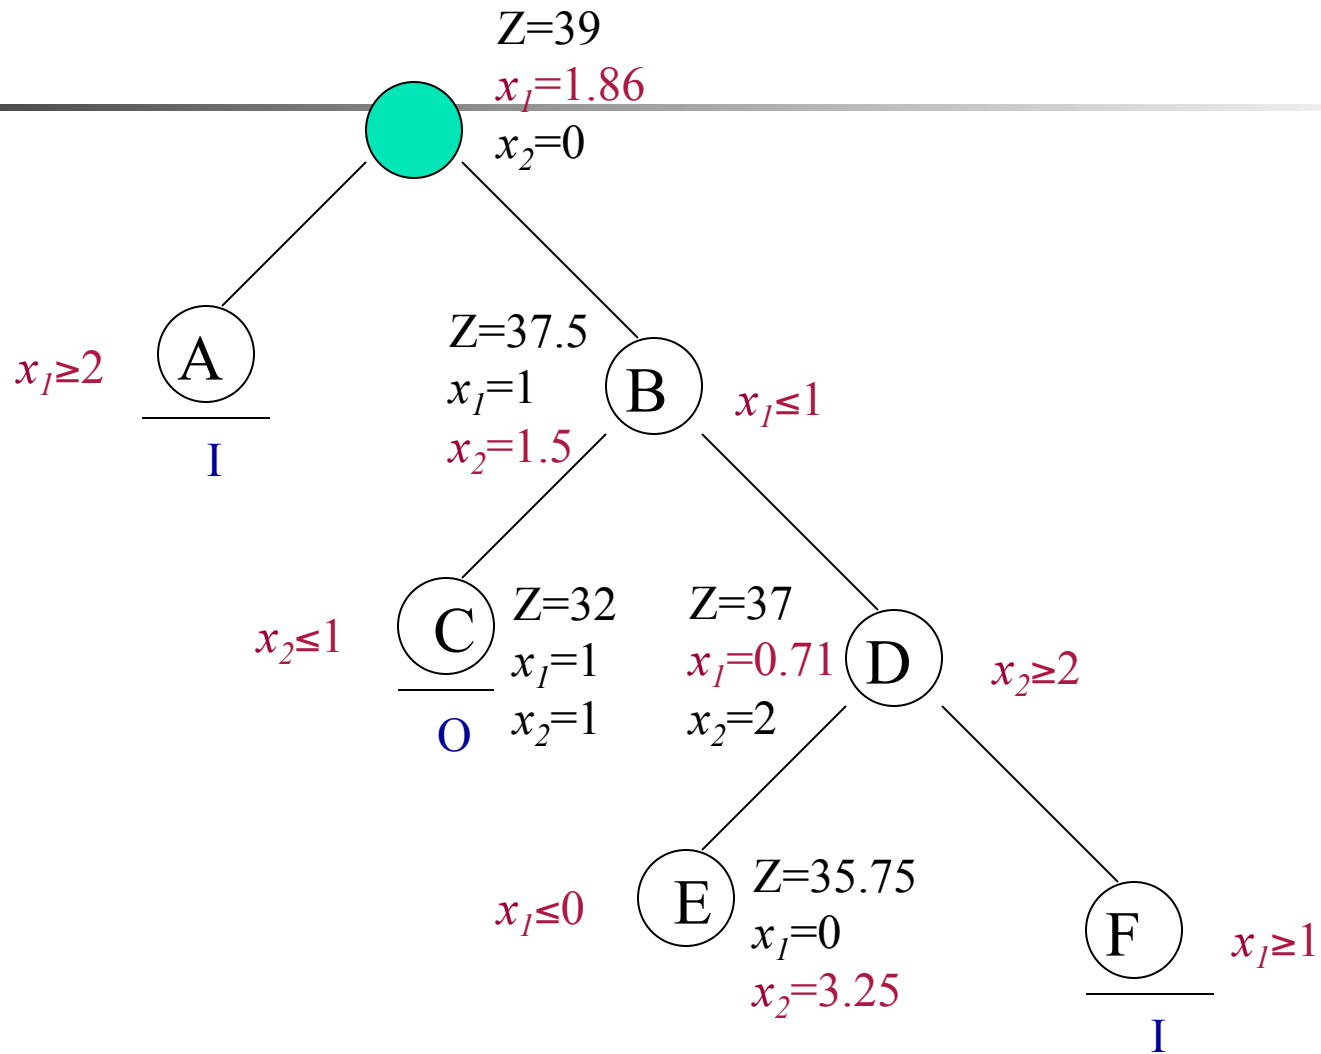 Z=39
x₁=1.86
x₂=0
A
x₁≥2
I
Z=37.5
x₁=1
x₂=1.5
B
x₁≤1
C
x₂≤1
O
Z=32
x₁=1
x₂=1
Z=37
x₁=0.71
x₂=2
D
x₂≥2
E
x₁≤0
Z=35.75
x₁=0
x₂=3.25
F
x₁≥1
I